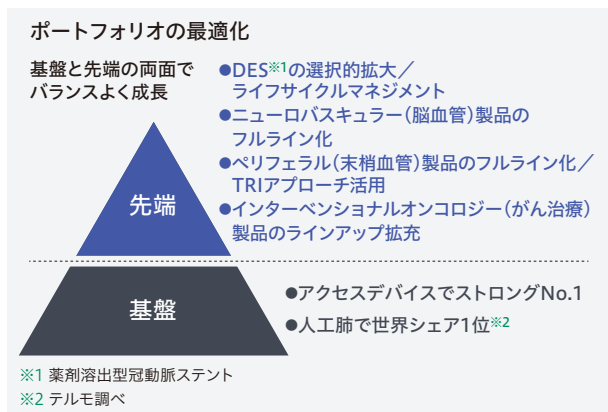 ポートフォリオの最適化
基盤と先端の両面で
バランスよく成長
●DES※1の選択的拡大／
ライフサイクルマネジメント
●ニューロバスキュラー（脳血管）製品の
フルライン化
●ペリフェラル（末梢血管）製品のフルライン化／
TRIアプローチ活用
●インターベンショナルオンコロジー（がん治療）
製品のラインアップ拡充
先端
基盤
●アクセスデバイスでストロングNo.1
●人工肺で世界シェア1位※2
※1 薬剤溶出型冠動脈ステント
※2 テルモ調べ